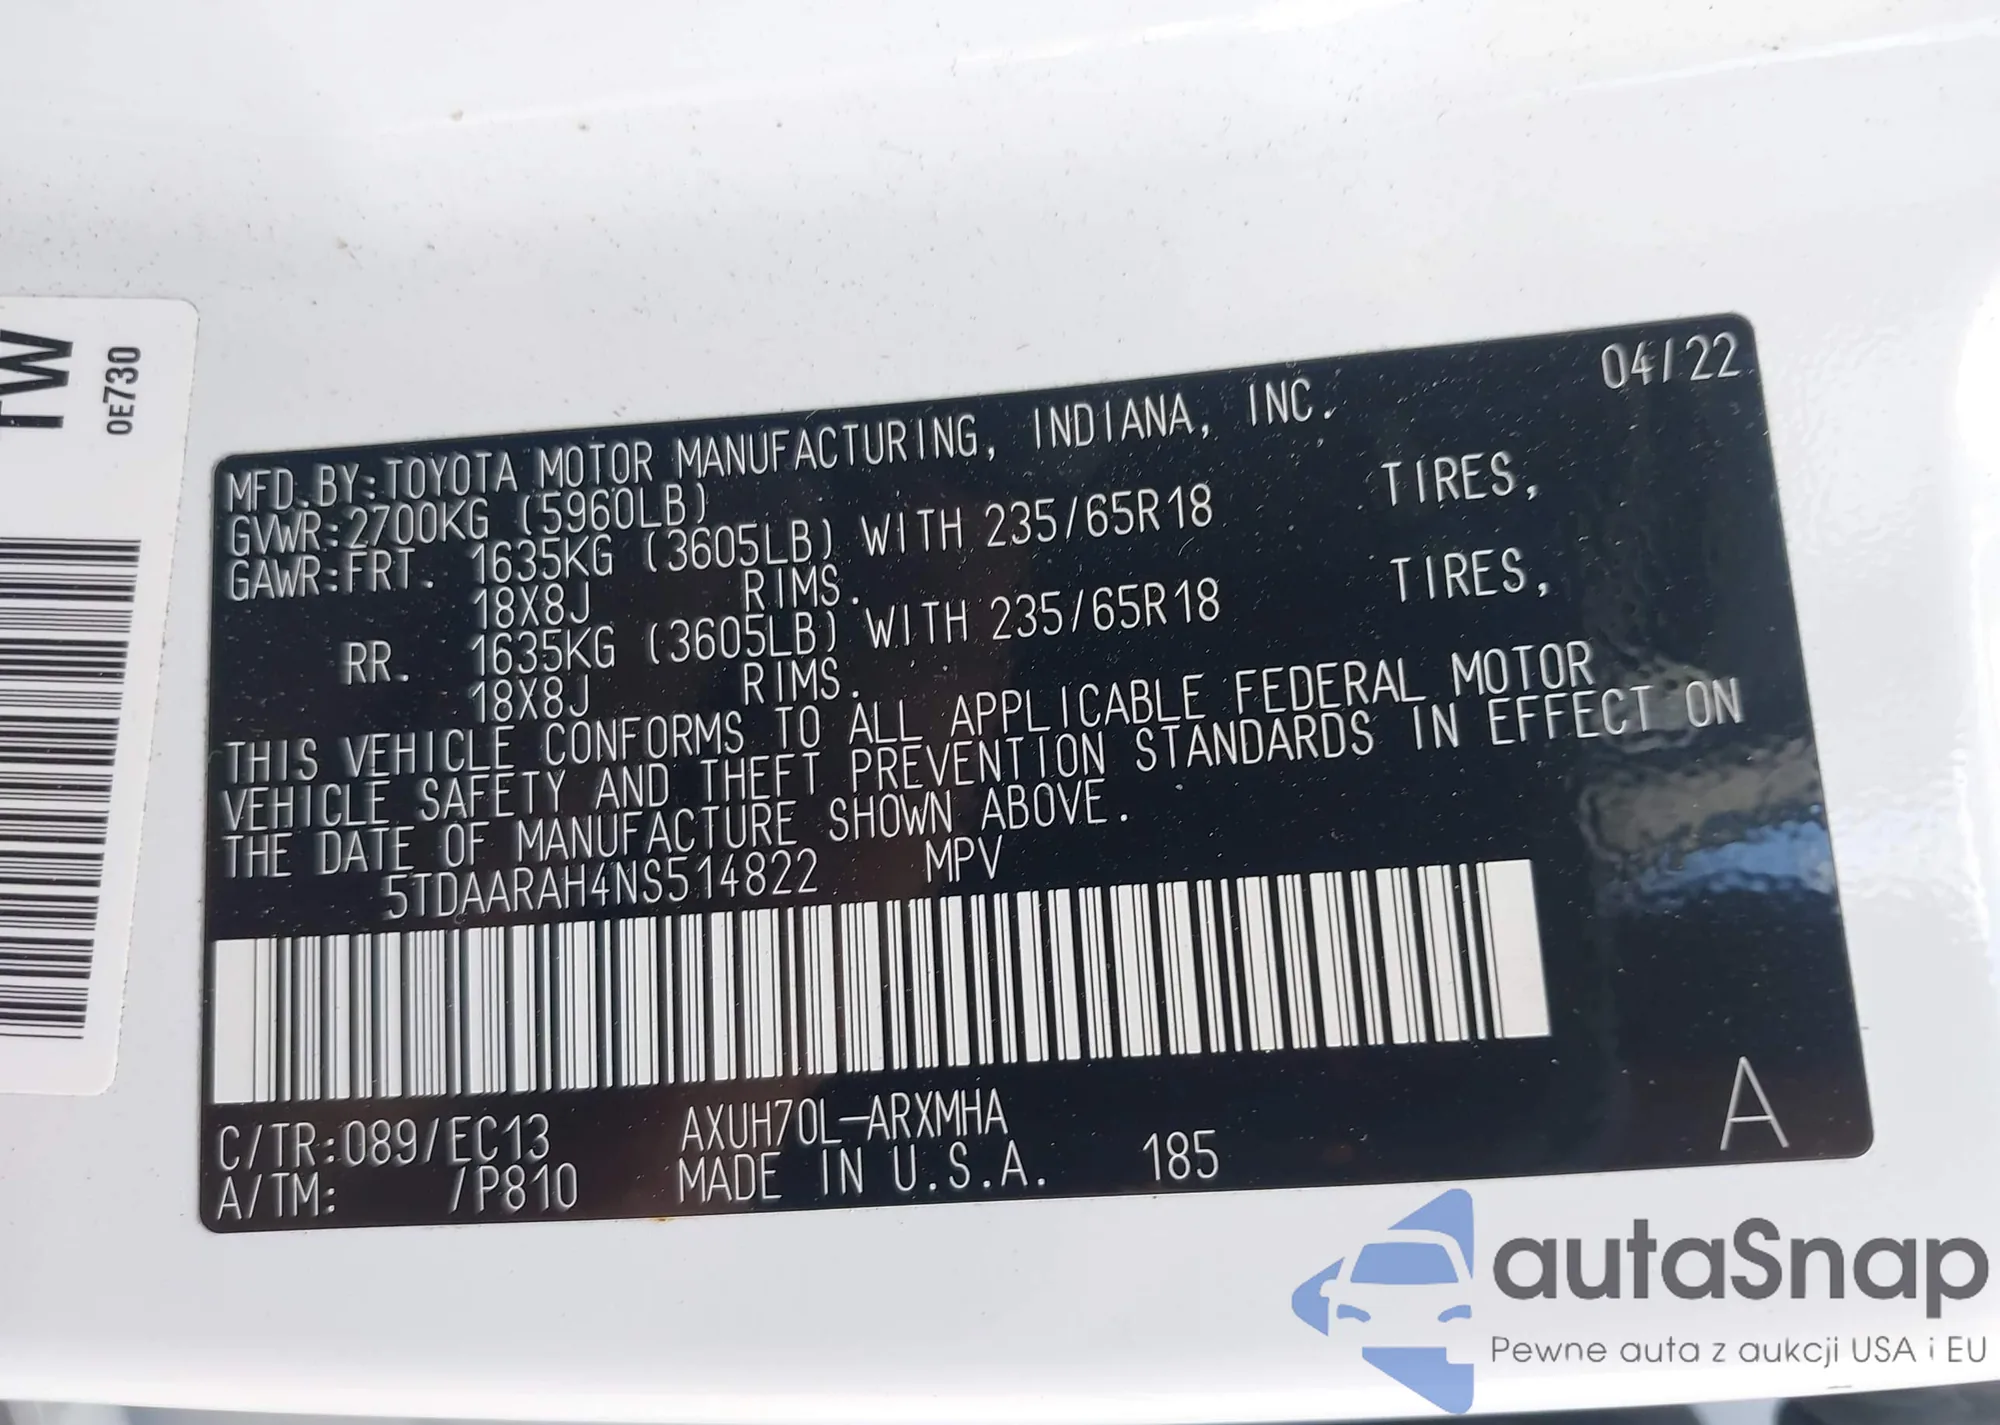 TW
0E730
04/22
MFD.BY:TOYOTA MOTOR MANUFACTURING, INDIANA, INC.
GVWR:2700KG (5960LB)
GAWR:FRT. 1635KG (3605LB) WITH 235/65R18 TIRES,
18X8J RIMS.
RR. 1635KG (3605LB) WITH 235/65R18 TIRES,
18X8J RIMS.
THIS VEHICLE CONFORMS TO ALL APPLICABLE FEDERAL MOTOR
VEHICLE SAFETY AND THEFT PREVENTION STANDARDS IN EFFECT ON
THE DATE OF MANUFACTURE SHOWN ABOVE.
5TDAARAH4NS514822 MPV
C/TR:089/EC13 AXUH70L-ARXMHA
A/TM: /P810 MADE IN U.S.A. 185
A
autaSnap
Pewne auta z aukcji USA i EU